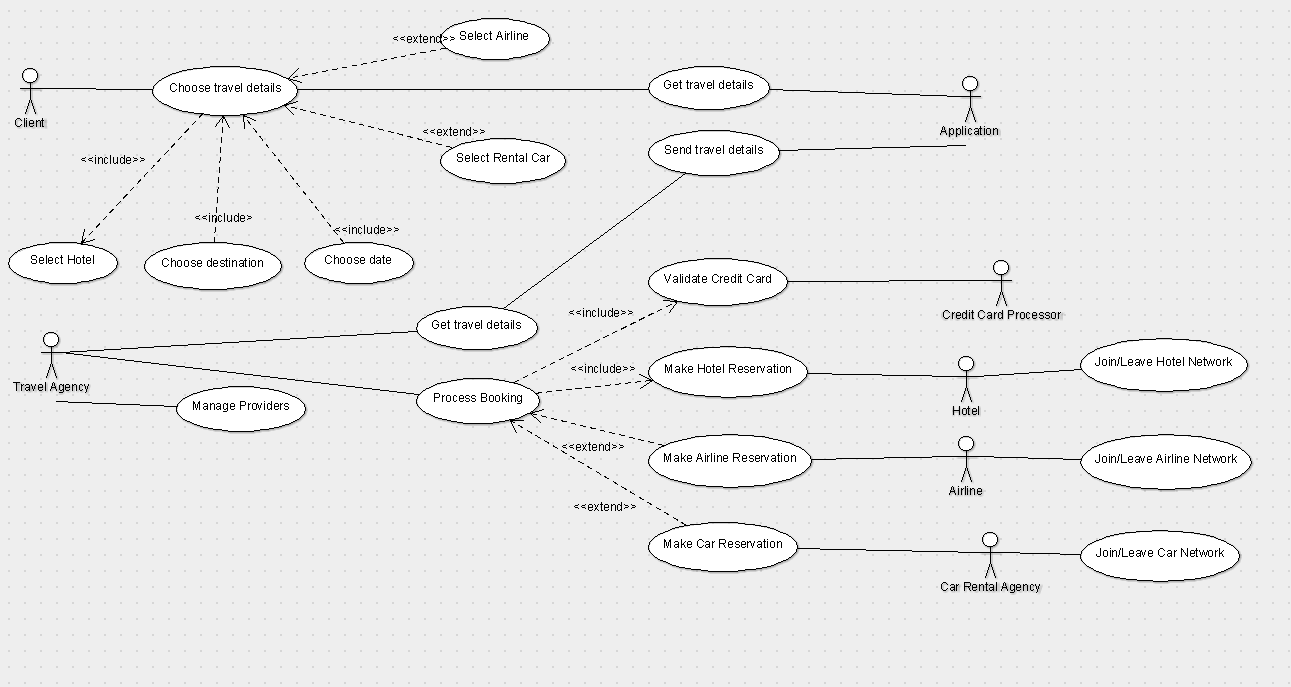 <<extend>>
Select Airline
Choose travel details
Get travel details
Client
Application
<<extend>>
Select Rental Car
Send travel details
<<include>>
<<include>
<<include>>
Select Hotel
Choose destination
Choose date
Validate Credit Card
Credit Card Processor
<<include>>
Get travel details
Travel Agency
<<include>>
Make Hotel Reservation
Join/Leave Hotel Network
Hotel
Manage Providers
Process Booking
<<extend>>
Make Airline Reservation
Join/Leave Airline Network
Airline
<<extend>>
Make Car Reservation
Join/Leave Car Network
Car Rental Agency